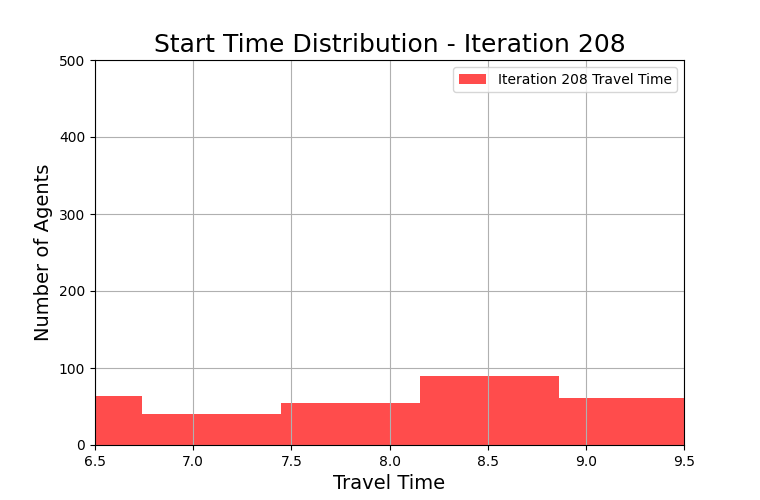 Start Time Distribution - Iteration 208
Iteration 208 Travel Time
Number of Agents
500
400
300
200
100
0
6.5 7.0 7.5 8.0 8.5 9.0 9.5
Travel Time